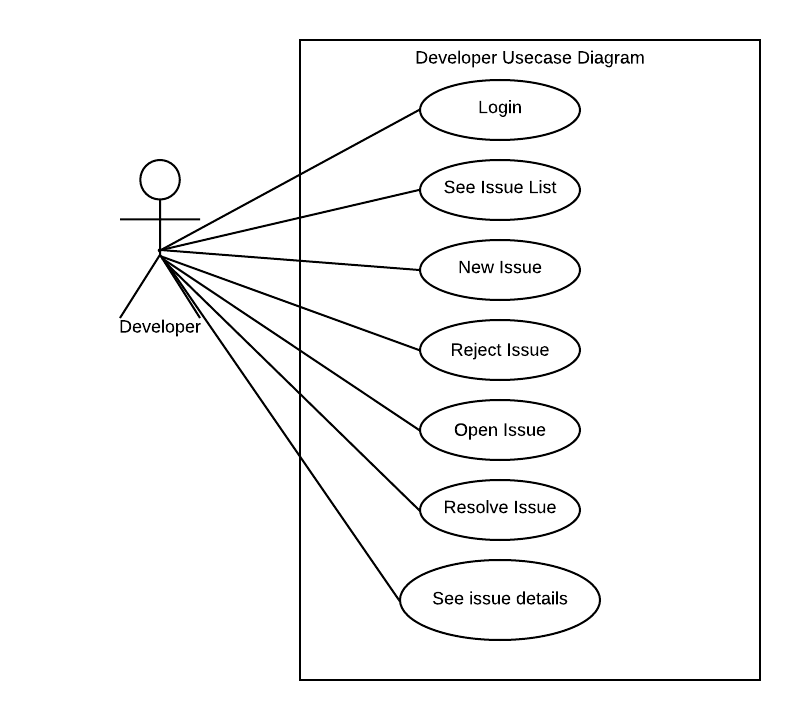 Developer Usecase Diagram
Login
See Issue List
New Issue
Developer
Reject Issue
Open Issue
Resolve Issue
See issue details